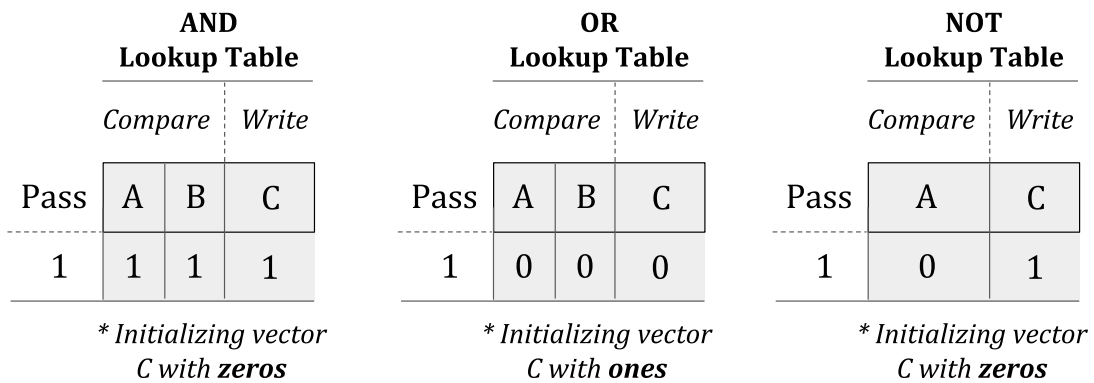 AND
Lookup Table
Compare Write
Pass A B C
1 1 1 1
* Initializing vector
C with zeros
OR
Lookup Table
Compare Write
Pass A B C
1 0 0 0
* Initializing vector
C with ones
NOT
Lookup Table
Compare Write
Pass A C
1 0 1
* Initializing vector
C with zeros